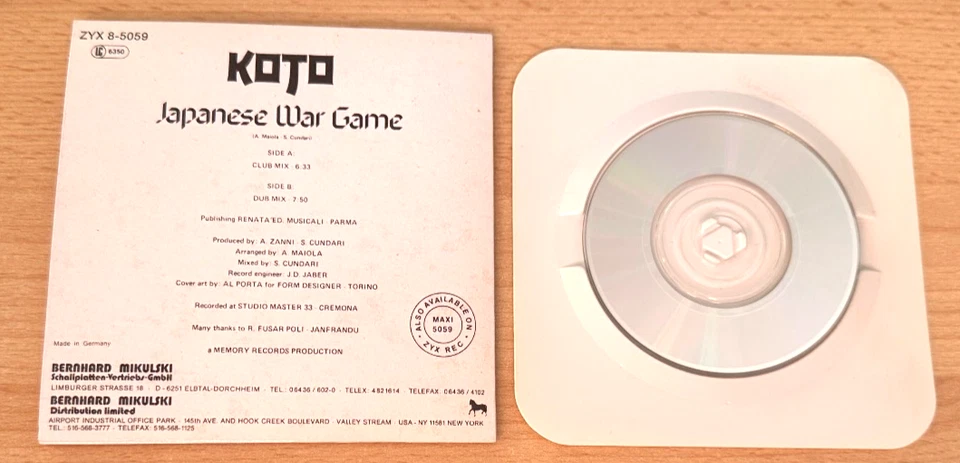 ZYX 8-5059
LC 6350
KOTO
Japanese War Game
(A. Maiola - S. Cundari)
SIDE A:
CLUB MIX - 6:33
SIDE B:
DUB MIX - 7:50
Publishing RENATA ED. MUSICALI - PARMA
Produced by: A. ZANNI - S. CUNDARI
Arranged by: A. MAIOLA
Mixed by: S. CUNDARI
Record engineer: J.D. JABER
Cover art by: AL PORTA for FORM DESIGNER - TORINO
Recorded at STUDIO MASTER 33 - CREMONA
Many thanks to R. FUSAR POLI - JANFRANDU
a MEMORY RECORDS PRODUCTION
• ALSO AVAILABLE ON • ZYX REC.
MAXI
5059
Made in Germany
BERNHARD MIKULSKI
Schallplatten-Vertriebs-GmbH
LIMBURGER STRASSE 18 · D-6251 ELBTAL-DORCHHEIM · TEL.: 06436/602-0 · TELEX: 4821614 · TELEFAX: 06436/4102
BERNHARD MIKULSKI
Distribution limited
AIRPORT INDUSTRIAL OFFICE PARK · 145th AVE. AND HOOK CREEK BOULEVARD · VALLEY STREAM · USA - NY 11581 NEW YORK
TEL.: 516-568-3777 · TELEFAX: 516-568-1125